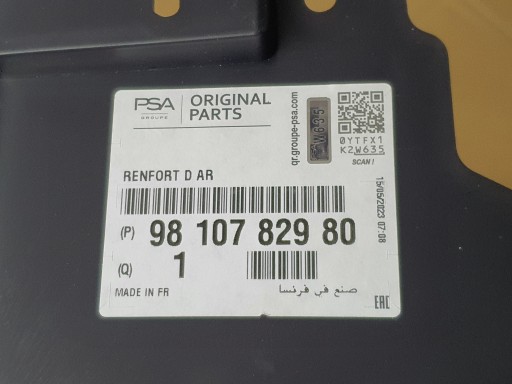 PSA
GROUPE
ORIGINAL
PARTS
qr.groupe-psa.com
W635
0YTFX1
K2W635
SCAN !
RENFORT D AR
15/05/2023 07:08
(P) 98 107 829 80
(Q) 1
MADE IN FR
صنع في فرنسا
EAC